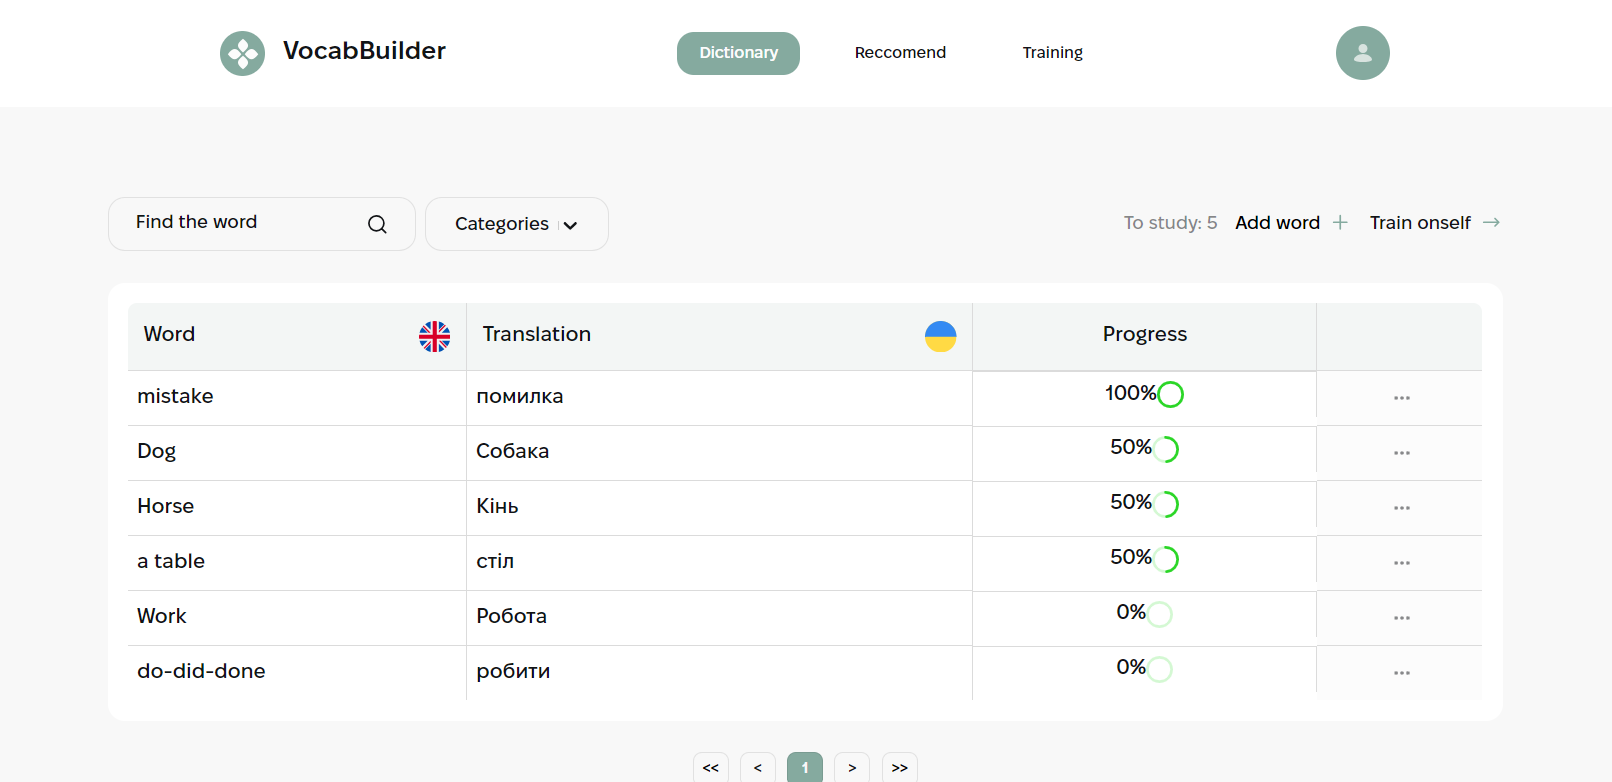 VocabBuilder
Dictionary Reccomend Training
Find the word Categories To study: 5 Add word + Train onself →
Word Translation Progress
mistake помилка 100% ...
Dog Собака 50% ...
Horse Кінь 50% ...
a table стіл 50% ...
Work Робота 0% ...
do-did-done робити 0% ...
<< < 1 > >>